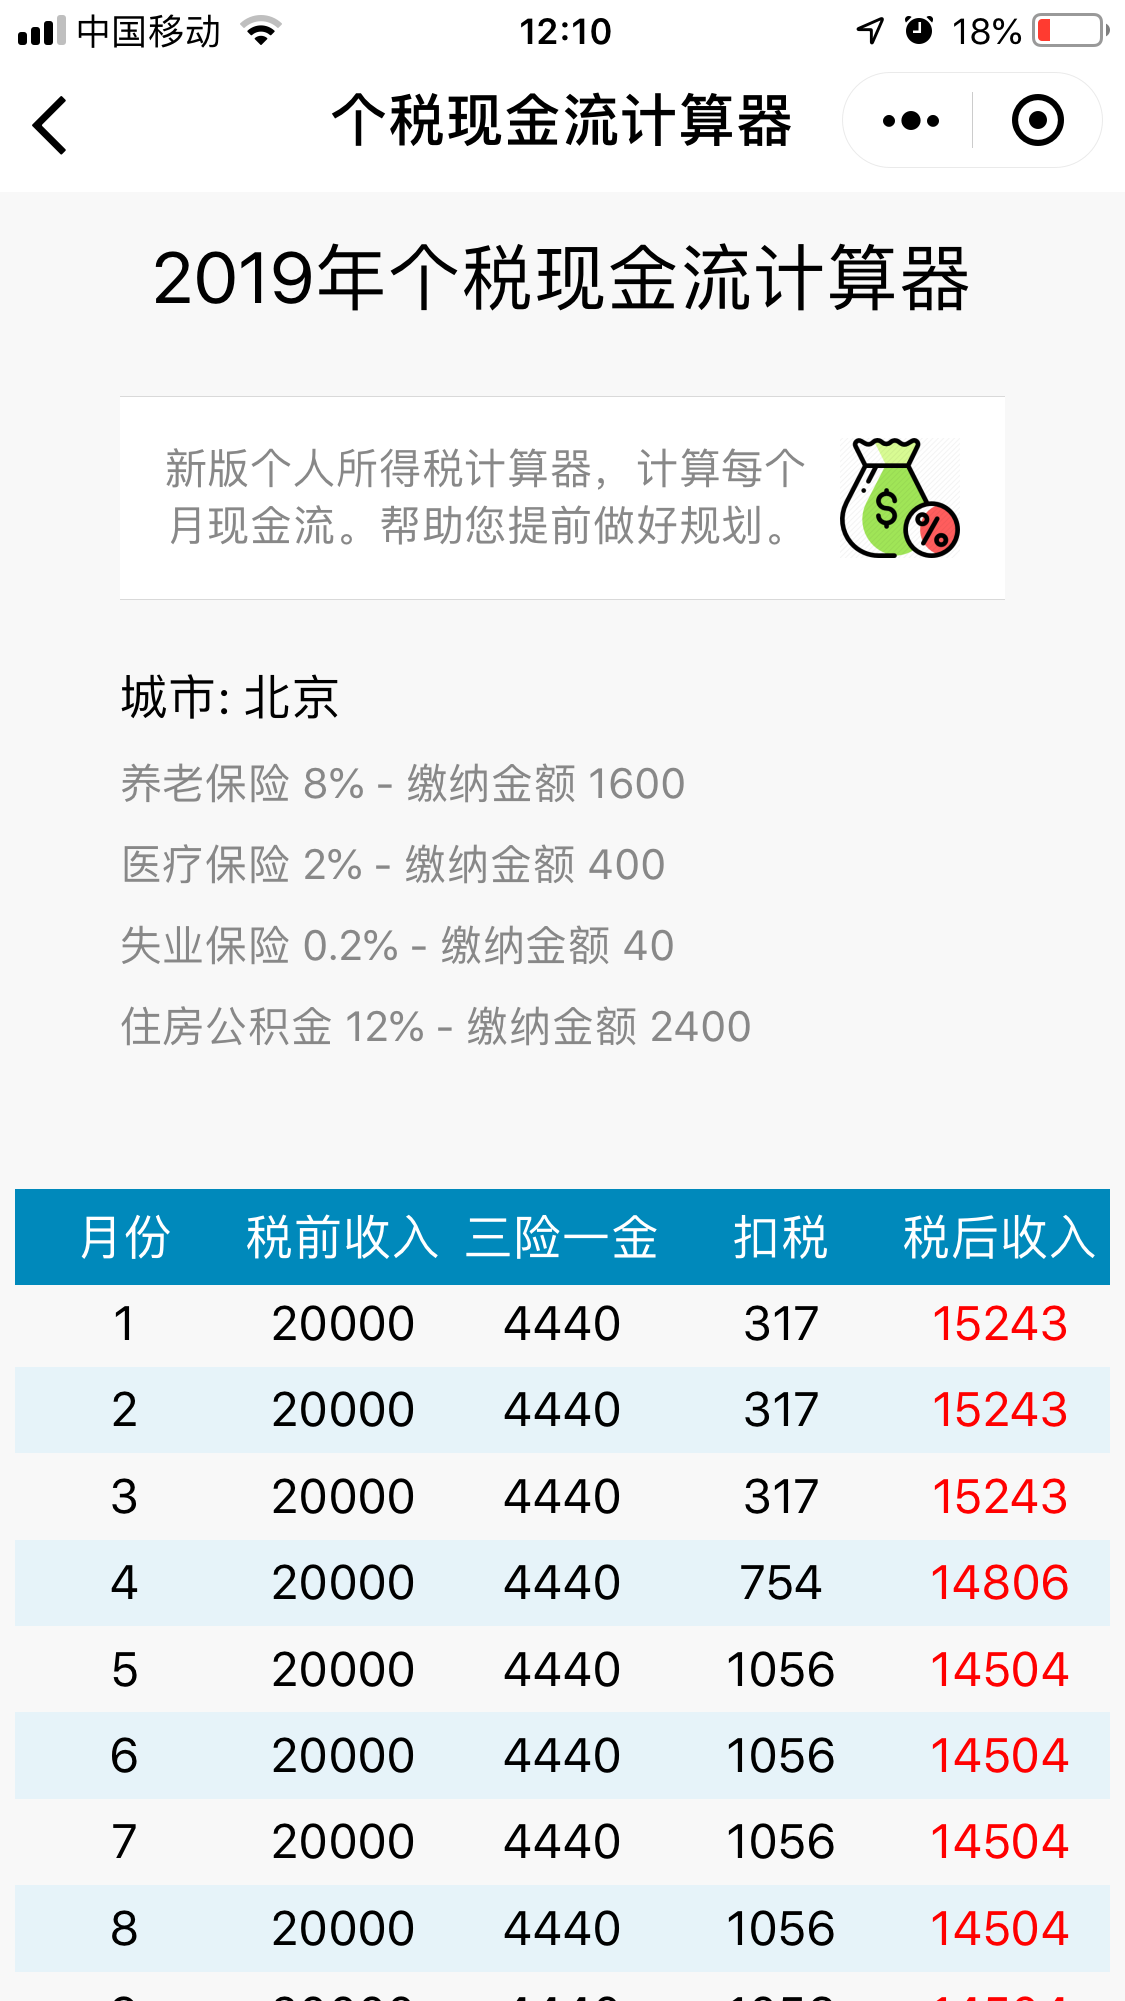 中国移动 12:10 18%
个税现金流计算器
2019年个税现金流计算器
新版个人所得税计算器，计算每个
月现金流。帮助您提前做好规划。
$ %
城市: 北京
养老保险 8% - 缴纳金额 1600
医疗保险 2% - 缴纳金额 400
失业保险 0.2% - 缴纳金额 40
住房公积金 12% - 缴纳金额 2400
月份 税前收入 三险一金 扣税 税后收入
1 20000 4440 317 15243
2 20000 4440 317 15243
3 20000 4440 317 15243
4 20000 4440 754 14806
5 20000 4440 1056 14504
6 20000 4440 1056 14504
7 20000 4440 1056 14504
8 20000 4440 1056 14504